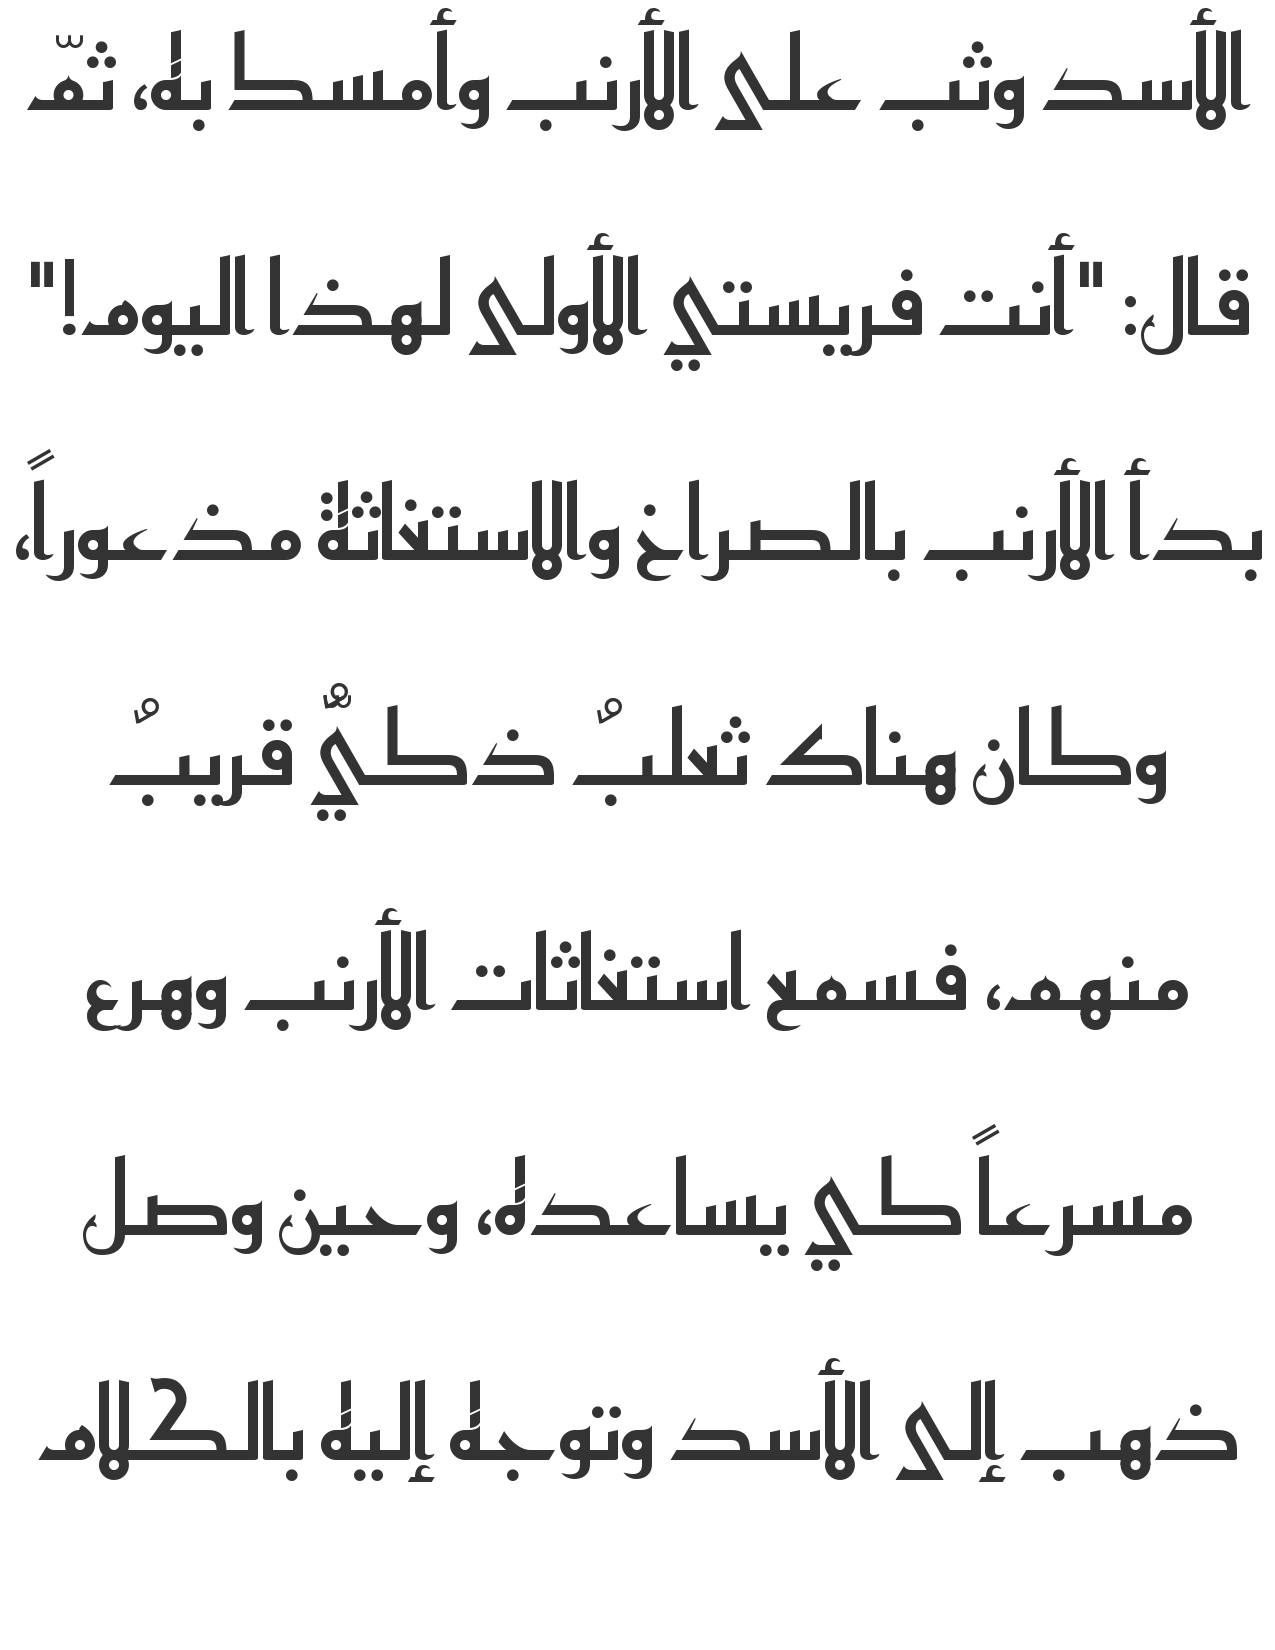 الأسد وثب على الأرنب وأمسك به، ثمّ
قال: "أنت فريستي الأولى لهذا اليوم!"
بدأ الأرنب بالصراخ والاستغاثة مذعوراً،
وكان هناك ثعلبٌ ذكيٌّ قريبٌ
منهم، فسمع استغاثات الأرنب وهرع
مسرعاً كي يساعده، وحين وصل
ذهب إلى الأسد وتوجه إليه بالكلام